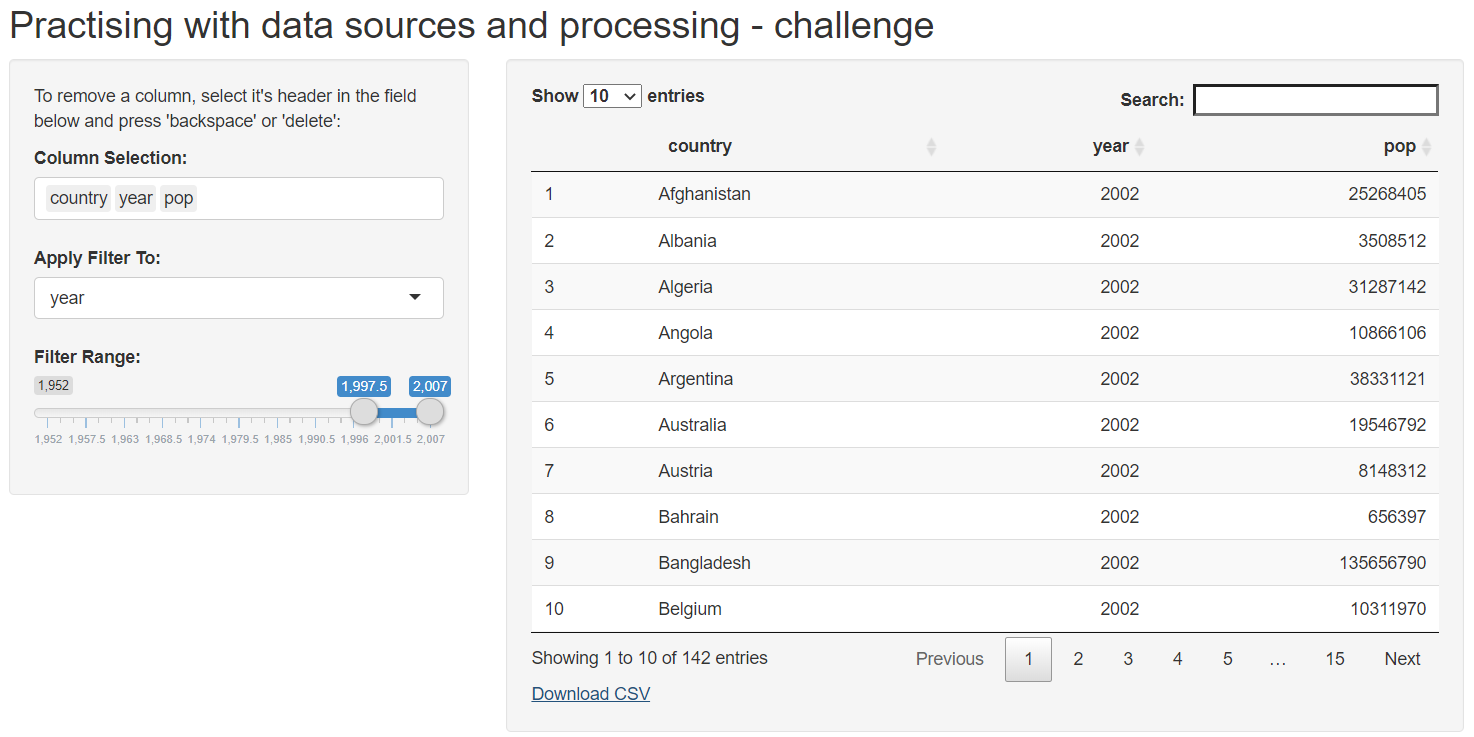 Practising with data sources and processing - challenge
To remove a column, select it's header in the field
below and press 'backspace' or 'delete':
Column Selection:
country year pop
Apply Filter To:
year
Filter Range:
1,952 1,997.5 2,007
1,952 1,957.5 1,963 1,968.5 1,974 1,979.5 1,985 1,990.5 1,996 2,001.5 2,007
Show 10 entries
Search:
country year pop
1 Afghanistan 2002 25268405
2 Albania 2002 3508512
3 Algeria 2002 31287142
4 Angola 2002 10866106
5 Argentina 2002 38331121
6 Australia 2002 19546792
7 Austria 2002 8148312
8 Bahrain 2002 656397
9 Bangladesh 2002 135656790
10 Belgium 2002 10311970
Showing 1 to 10 of 142 entries
Previous 1 2 3 4 5 … 15 Next
Download CSV